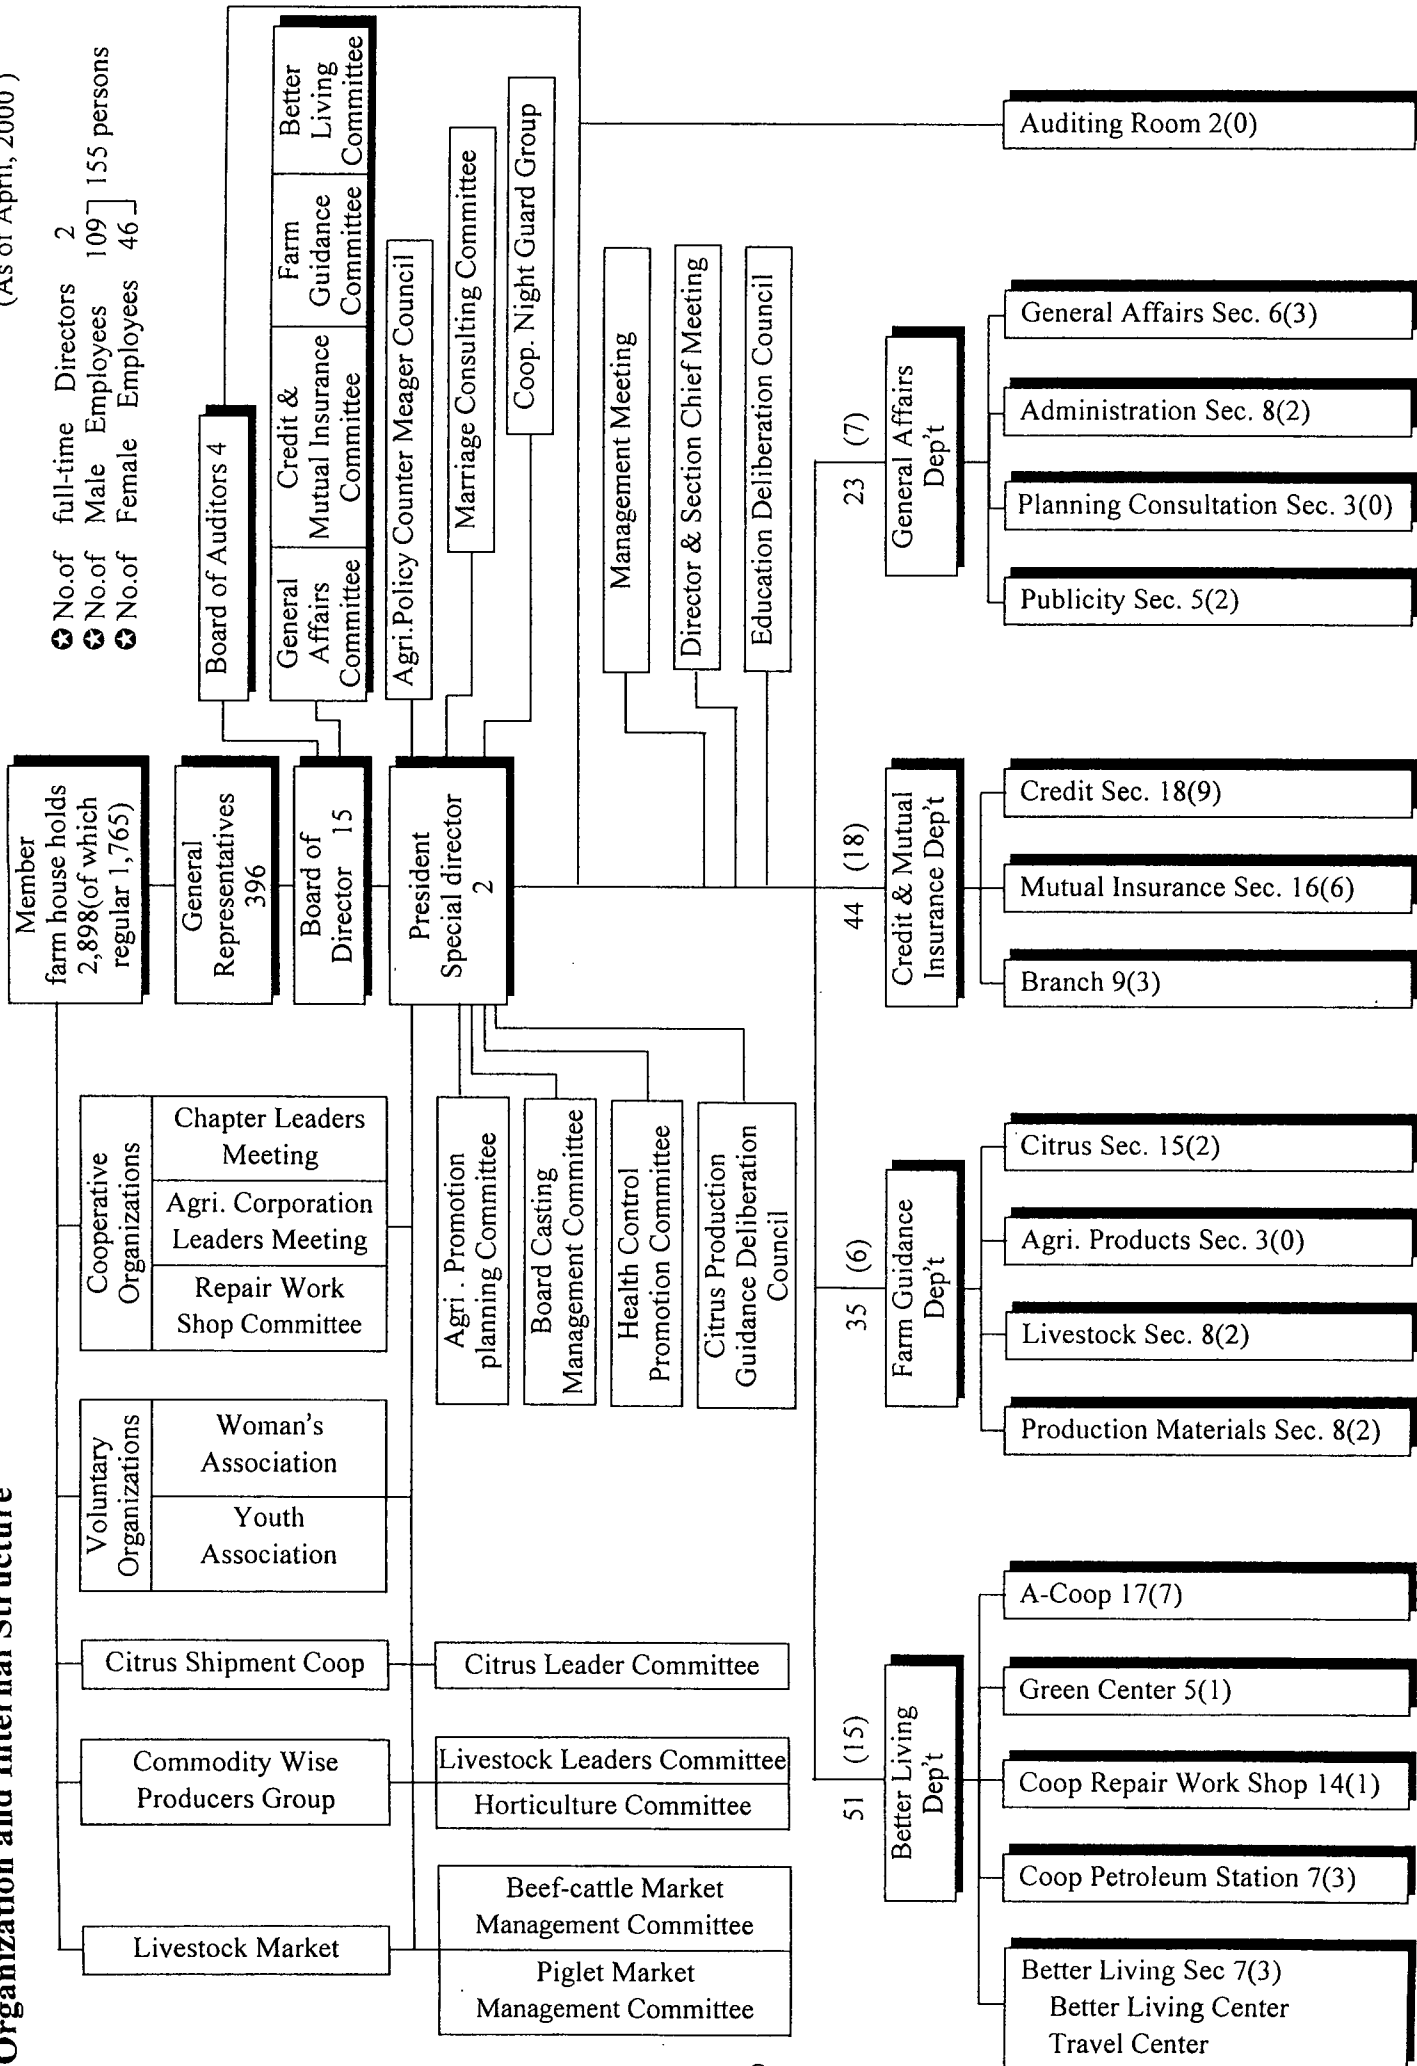 Organization and Internal Structure
(As of April, 2000 )
✪ No.of full-time Directors 2
✪ No.of Male Employees 109
✪ No.of Female Employees 46
155 persons
Member
farm house holds
2,898(of which
regular 1,765)
General
Representatives
396
Board of
Director 15
President
Special director
2
Board of Auditors 4
General
Affairs
Committee
Credit &
Mutual Insurance
Committee
Farm
Guidance
Committee
Better
Living
Committee
Agri.Policy Counter Meager Council
Marriage Consulting Committee
Coop. Night Guard Group
Cooperative
Organizations
Chapter Leaders
Meeting
Agri. Corporation
Leaders Meeting
Repair Work
Shop Committee
Voluntary
Organizations
Woman's
Association
Youth
Association
Citrus Shipment Coop
Citrus Leader Committee
Commodity Wise
Producers Group
Livestock Leaders Committee
Horticulture Committee
Livestock Market
Beef-cattle Market
Management Committee
Piglet Market
Management Committee
Agri . Promotion
planning Committee
Board Casting
Management Committee
Health Control
Promotion Committee
Citrus Production
Guidance Deliberation
Council
Management Meeting
Director & Section Chief Meeting
Education Deliberation Council
51 (15)
Better Living
Dep't
35 (6)
Farm Guidance
Dep't
44 (18)
Credit & Mutual
Insurance Dep't
23 (7)
General Affairs
Dep't
Better Living Sec 7(3)
Better Living Center
Travel Center
Coop Petroleum Station 7(3)
Coop Repair Work Shop 14(1)
Green Center 5(1)
A-Coop 17(7)
Production Materials Sec. 8(2)
Livestock Sec. 8(2)
Agri. Products Sec. 3(0)
Citrus Sec. 15(2)
Branch 9(3)
Mutual Insurance Sec. 16(6)
Credit Sec. 18(9)
Publicity Sec. 5(2)
Planning Consultation Sec. 3(0)
Administration Sec. 8(2)
General Affairs Sec. 6(3)
Auditing Room 2(0)